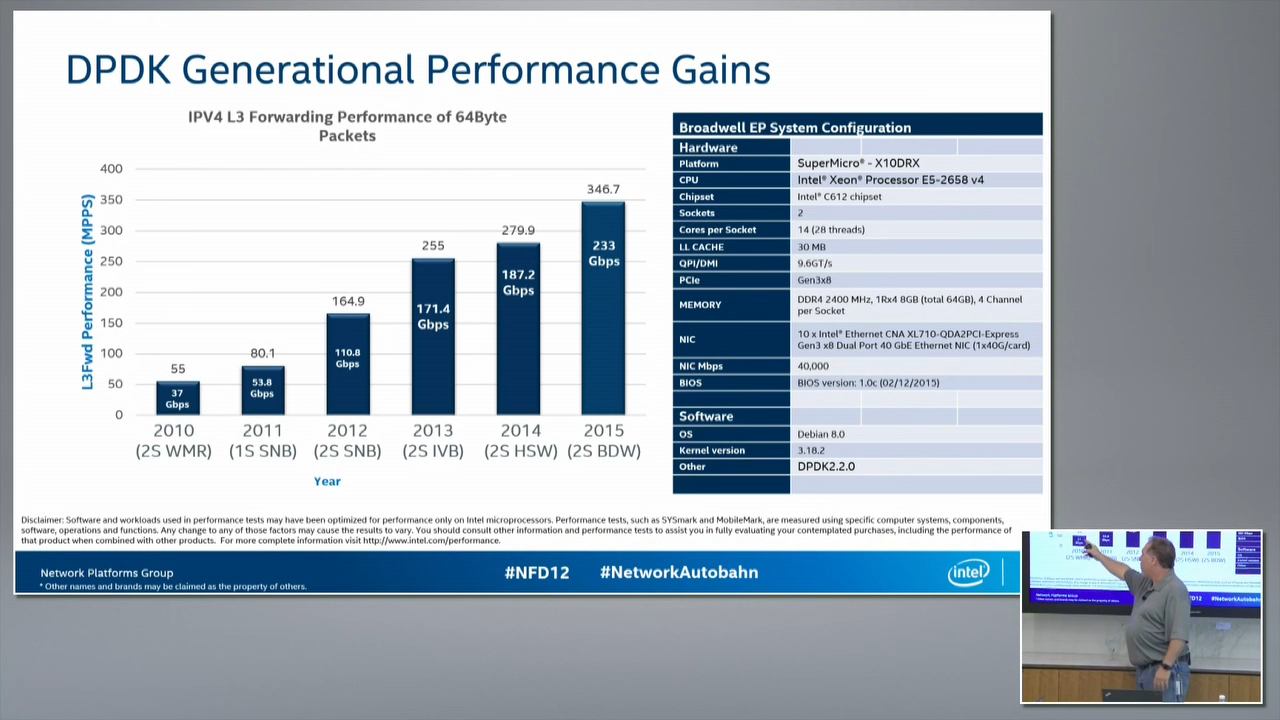 DPDK Generational Performance Gains
IPV4 L3 Forwarding Performance of 64Byte
Packets
L3Fwd Performance (MPPS)
400
350
300
250
200
150
100
50
0
55
80.1
164.9
255
279.9
346.7
37
Gbps
53.8
Gbps
110.8
Gbps
171.4
Gbps
187.2
Gbps
233
Gbps
2010 2011 2012 2013 2014 2015
(2S WMR) (1S SNB) (2S SNB) (2S IVB) (2S HSW) (2S BDW)
Year
Broadwell EP System Configuration
Hardware
Platform SuperMicro® - X10DRX
CPU Intel® Xeon® Processor E5-2658 v4
Chipset Intel® C612 chipset
Sockets 2
Cores per Socket 14 (28 threads)
LL CACHE 30 MB
QPI/DMI 9.6GT/s
PCIe Gen3x8
MEMORY DDR4 2400 MHz, 1Rx4 8GB (total 64GB), 4 Channel
per Socket
NIC 10 x Intel® Ethernet CNA XL710-QDA2PCI-Express
Gen3 x8 Dual Port 40 GbE Ethernet NIC (1x40G/card)
NIC Mbps 40,000
BIOS BIOS version: 1.0c (02/12/2015)
Software
OS Debian 8.0
Kernel version 3.18.2
Other DPDK2.2.0
Disclaimer: Software and workloads used in performance tests may have been optimized for performance only on Intel microprocessors. Performance tests, such as SYSmark and MobileMark, are measured using specific computer systems, components,
software, operations and functions. Any change to any of those factors may cause the results to vary. You should consult other information and performance tests to assist you in fully evaluating your contemplated purchases, including the performance of
that product when combined with other products. For more complete information visit http://www.intel.com/performance.
Network Platforms Group
* Other names and brands may be claimed as the property of others.
#NFD12 #NetworkAutobahn
intel
2014 2015
#NetworkAutobahn